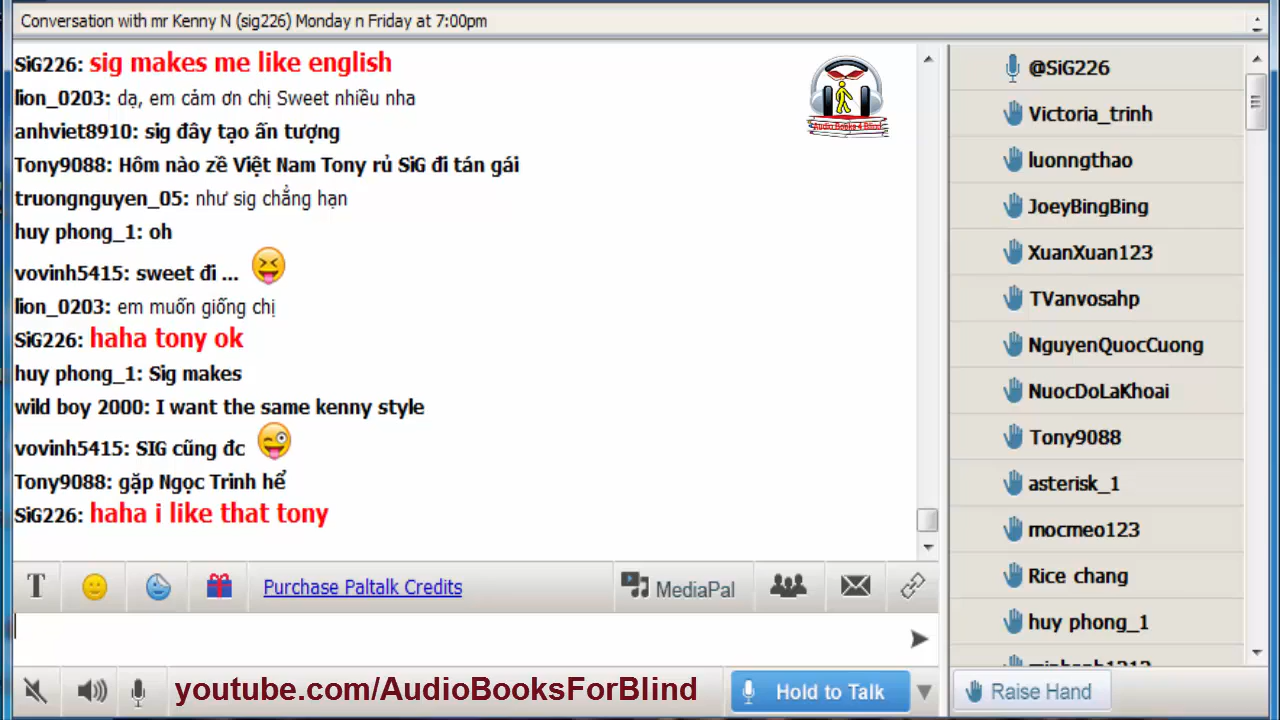 Conversation with mr Kenny N (sig226) Monday n Friday at 7:00pm
SiG226: sig makes me like english
lion_0203: dạ, em cảm ơn chị Sweet nhiều nha
anhviet8910: sig đây tạo ấn tượng
Tony9088: Hôm nào zề Việt Nam Tony rủ SiG đi tán gái
truongnguyen_05: như sig chẳng hạn
huy phong_1: oh
vovinh5415: sweet đi ...
lion_0203: em muốn giống chị
SiG226: haha tony ok
huy phong_1: Sig makes
wild boy 2000: I want the same kenny style
vovinh5415: SIG cũng đc
Tony9088: gặp Ngọc Trinh hể
SiG226: haha i like that tony
Audio Books 4 Blind
@SiG226
Victoria_trinh
luonngthao
JoeyBingBing
XuanXuan123
TVanvosahp
NguyenQuocCuong
NuocDoLaKhoai
Tony9088
asterisk_1
mocmeo123
Rice chang
huy phong_1
T
Purchase Paltalk Credits
MediaPal
youtube.com/AudioBooksForBlind
Hold to Talk
Raise Hand